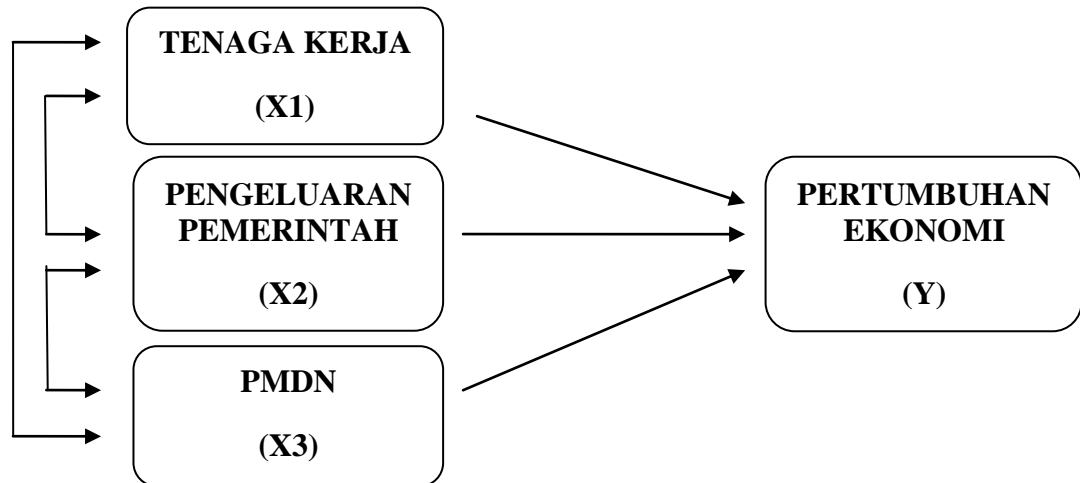 TENAGA KERJA
(X1)
PENGELUARAN
PEMERINTAH
(X2)
PMDN
(X3)
PERTUMBUHAN
EKONOMI
(Y)